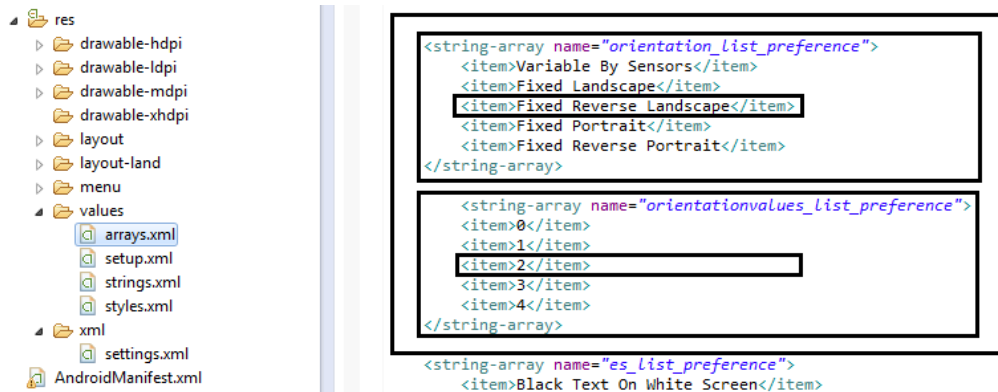 res
drawable-hdpi
drawable-ldpi
drawable-mdpi
drawable-xhdpi
layout
layout-land
menu
values
arrays.xml
setup.xml
strings.xml
styles.xml
xml
settings.xml
AndroidManifest.xml
<string-array name="orientation_list_preference">
<item>Variable By Sensors</item>
<item>Fixed Landscape</item>
<item>Fixed Reverse Landscape</item>
<item>Fixed Portrait</item>
<item>Fixed Reverse Portrait</item>
</string-array>
<string-array name="orientationvalues_list_preference">
<item>0</item>
<item>1</item>
<item>2</item>
<item>3</item>
<item>4</item>
</string-array>
<string-array name="es_list_preference">
<item>Black Text On White Screen</item>